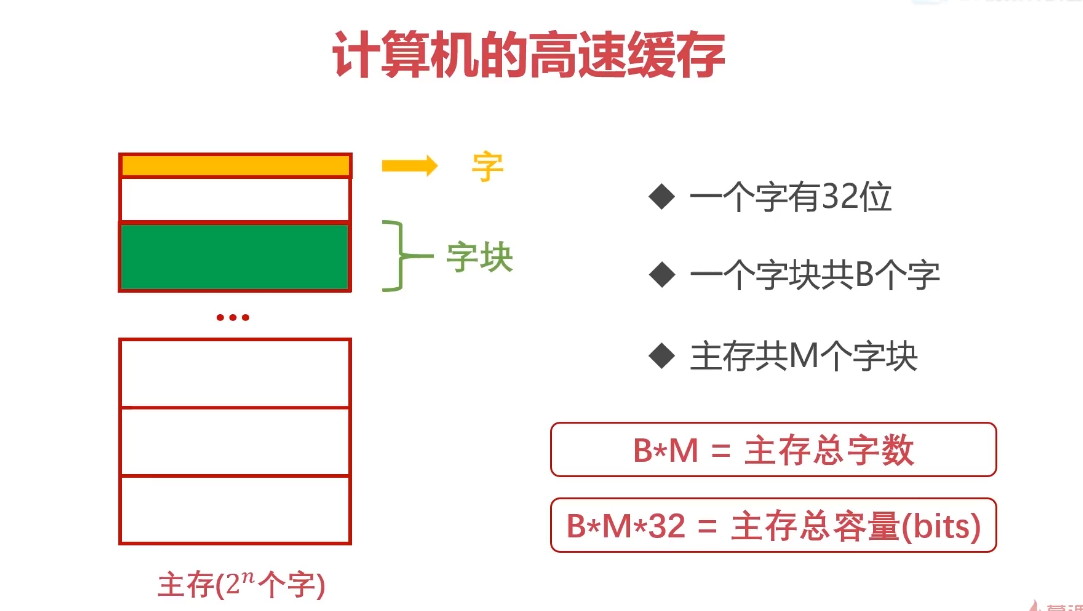 计算机的高速缓存
字
字块
...
主存(2ⁿ个字)
◆ 一个字有32位
◆ 一个字块共B个字
◆ 主存共M个字块
B*M = 主存总字数
B*M*32 = 主存总容量(bits)